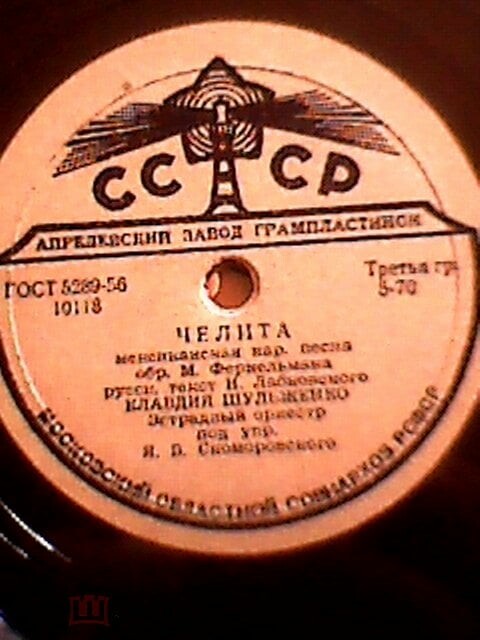 СССР
АПРЕЛЕВСКИЙ ЗАВОД ГРАМПЛАСТИНОК
ГОСТ 5289-56
10118
Третья гр.
5-70
ЧЕЛИТА
мексиканская нар. песня
обр. М. Феркельмана
русск. текст Н. Лабковского
КЛАВДИЯ ШУЛЬЖЕНКО
Эстрадный оркестр
под упр.
Я. Б. Скоморовского
МОСКОВСКИЙ ОБЛАСТНОЙ СОВНАРХОЗ РСФСР